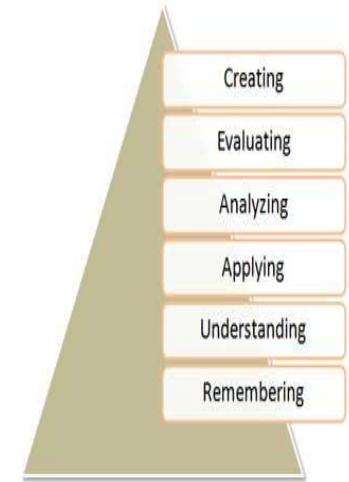 Creating
Evaluating
Analyzing
Applying
Understanding
Remembering